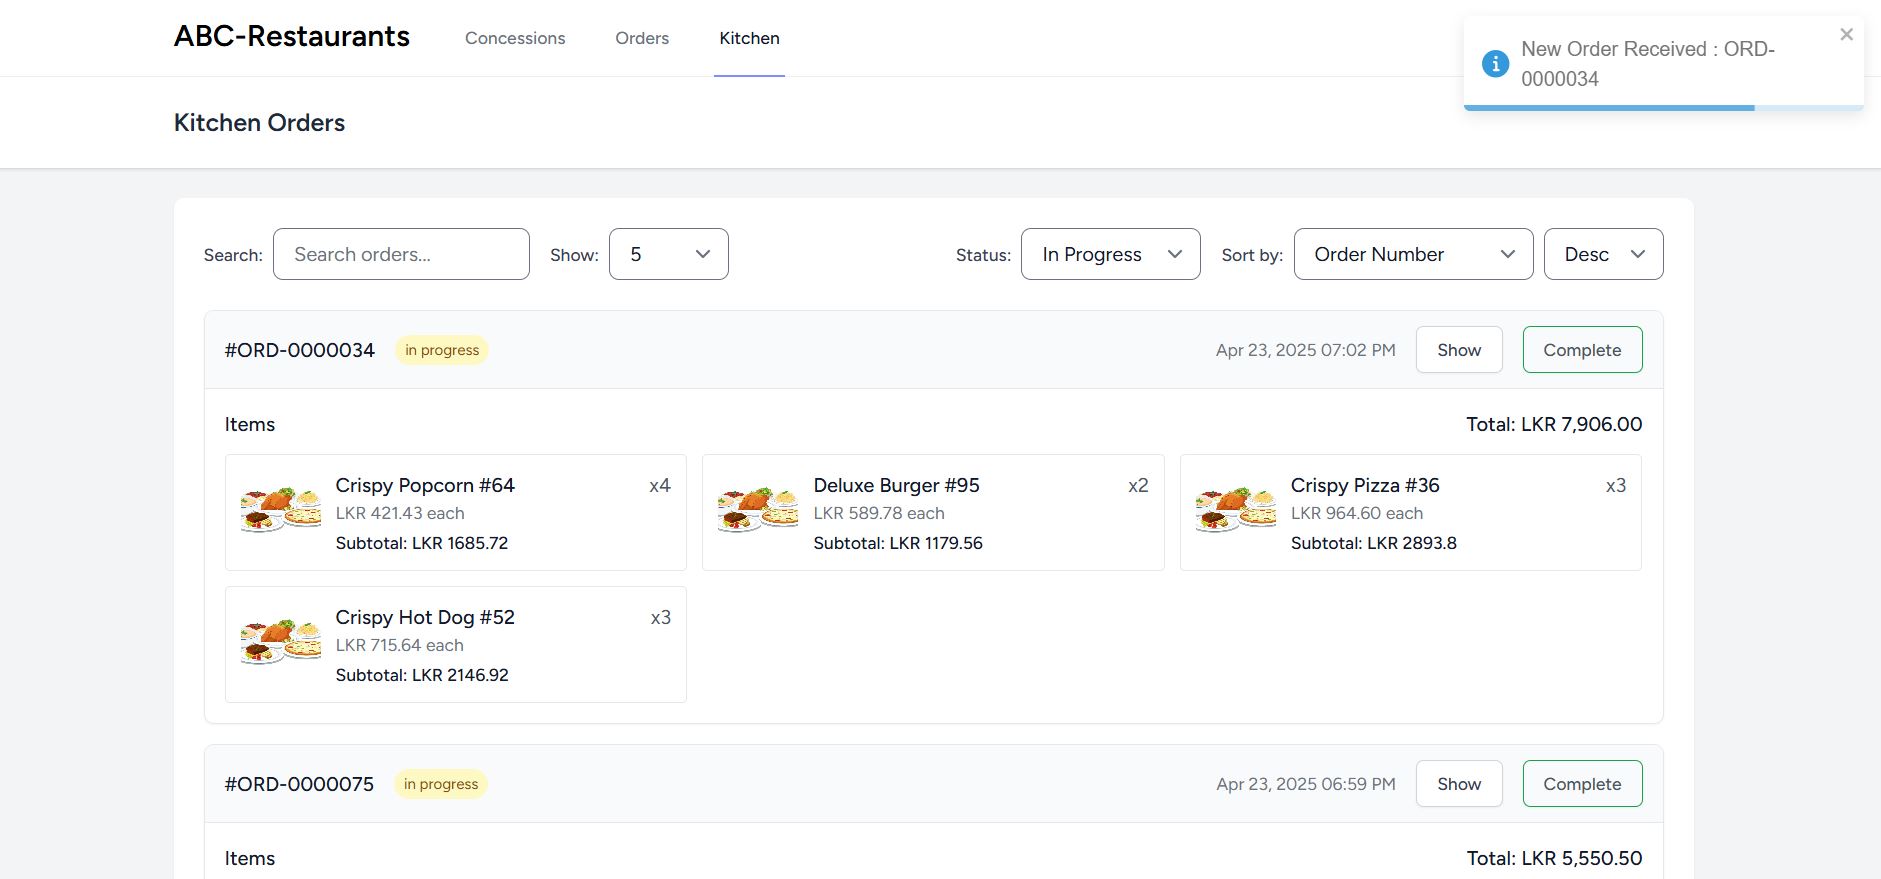 ABC-Restaurants
Concessions
Orders
Kitchen
New Order Received : ORD-
0000034
Kitchen Orders
Search: Search orders... Show: 5 Status: In Progress Sort by: Order Number Desc
#ORD-0000034 in progress Apr 23, 2025 07:02 PM Show Complete
Items Total: LKR 7,906.00
Crispy Popcorn #64 x4
LKR 421.43 each
Subtotal: LKR 1685.72
Deluxe Burger #95 x2
LKR 589.78 each
Subtotal: LKR 1179.56
Crispy Pizza #36 x3
LKR 964.60 each
Subtotal: LKR 2893.8
Crispy Hot Dog #52 x3
LKR 715.64 each
Subtotal: LKR 2146.92
#ORD-0000075 in progress Apr 23, 2025 06:59 PM Show Complete
Items Total: LKR 5,550.50